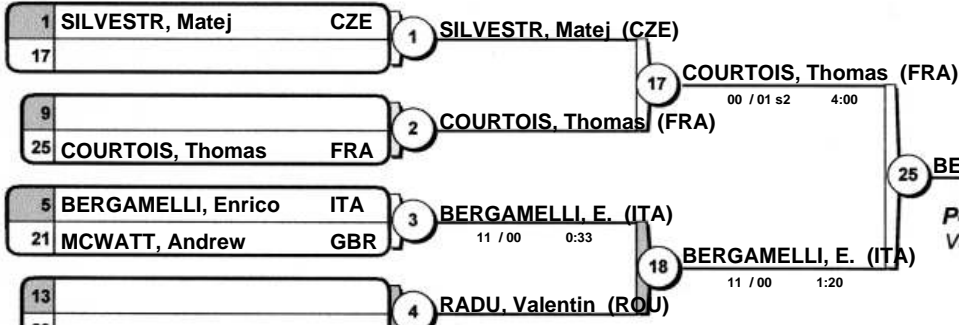 1 SILVESTR, Matej CZE
17
1 SILVESTR, Matej (CZE)
17 COURTOIS, Thomas (FRA)
00 / 01 s2 4:00
9
25 COURTOIS, Thomas FRA
2 COURTOIS, Thomas (FRA)
25 BE
5 BERGAMELLI, Enrico ITA
21 MCWATT, Andrew GBR
3 BERGAMELLI, E. (ITA)
11 / 00 0:33
18 BERGAMELLI, E. (ITA)
11 / 00 1:20
13
4 RADU, Valentin (ROU)